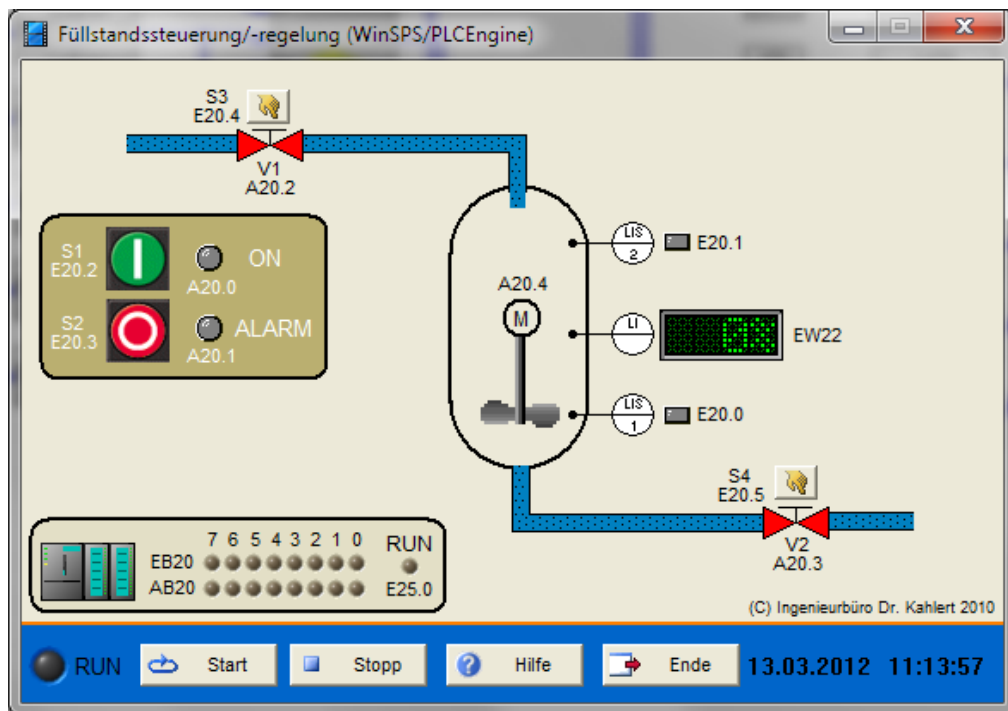 Füllstandssteuerung/-regelung (WinSPS/PLCEngine)
S3
E20.4
V1
A20.2
S1
E20.2
ON
A20.0
S2
E20.3
ALARM
A20.1
LIS
2
E20.1
A20.4
M
LI
0%
EW22
LIS
1
E20.0
S4
E20.5
V2
A20.3
7 6 5 4 3 2 1 0 RUN
EB20
AB20 E25.0
(C) Ingenieurbüro Dr. Kahlert 2010
RUN Start Stopp Hilfe Ende 13.03.2012 11:13:57